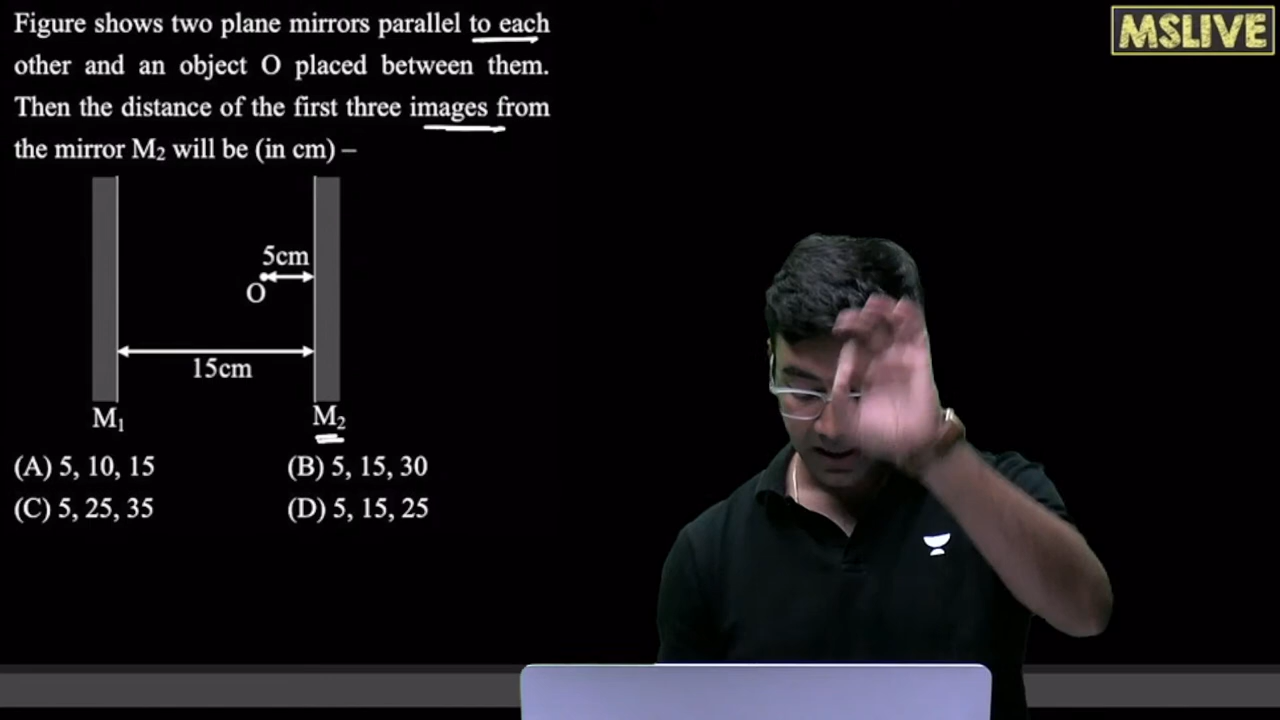 MSLIVE
Figure shows two plane mirrors parallel to each
other and an object O placed between them.
Then the distance of the first three images from
the mirror M₂ will be (in cm) –
5cm
O
15cm
M₁ M₂
(A) 5, 10, 15 (B) 5, 15, 30
(C) 5, 25, 35 (D) 5, 15, 25